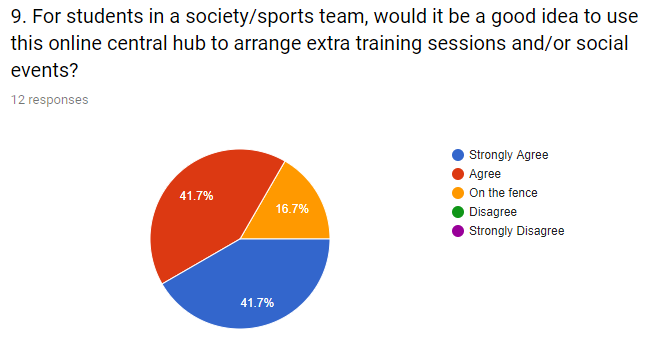 9. For students in a society/sports team, would it be a good idea to use
this online central hub to arrange extra training sessions and/or social
events?
12 responses
41.7%
16.7%
41.7%
Strongly Agree
Agree
On the fence
Disagree
Strongly Disagree